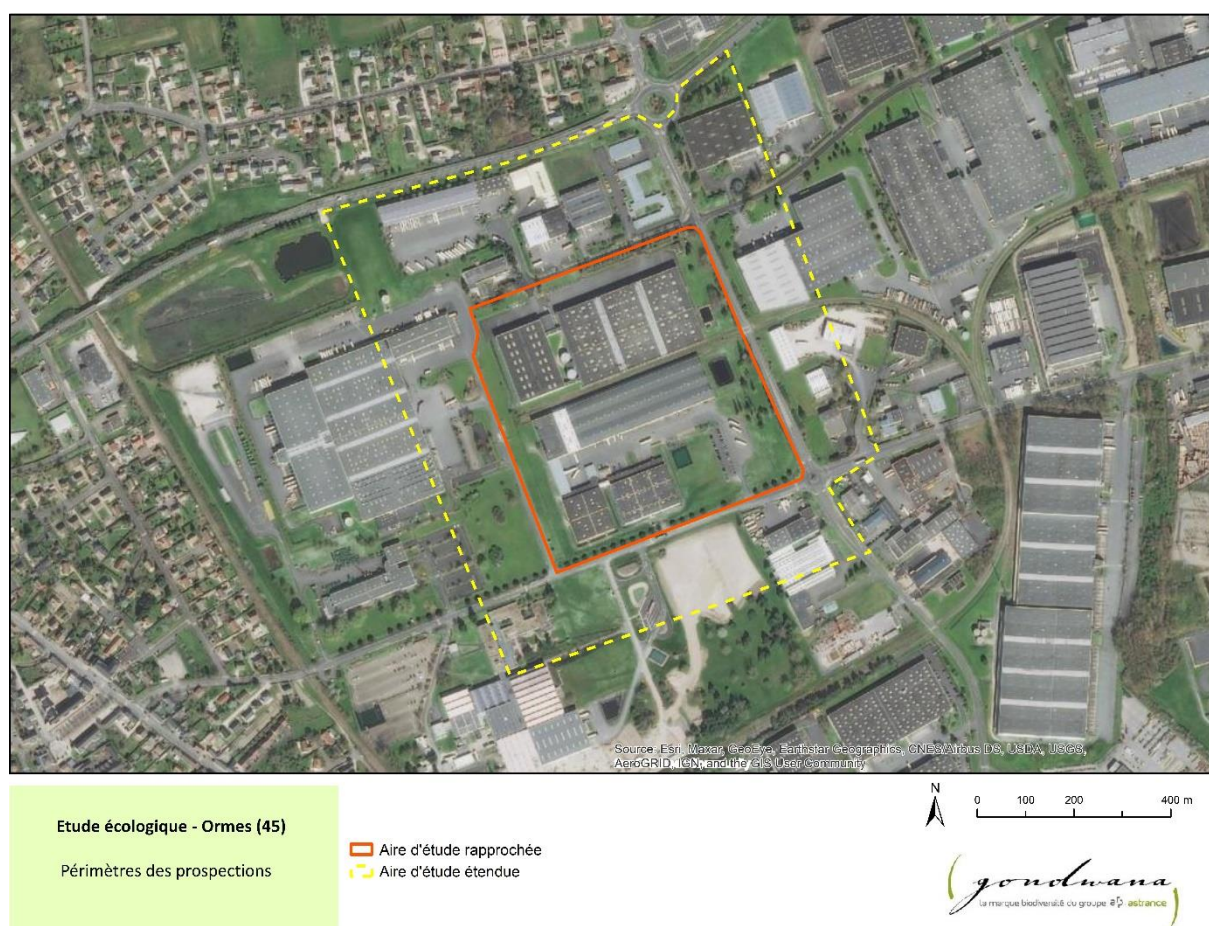 Source: Esri, Maxar, GeoEye, Earthstar Geographics, CNES/Airbus DS, USDA, USGS,
AeroGRID, IGN, and the GIS User Community
Etude écologique - Ormes (45)
Périmètres des prospections
Aire d'étude rapprochée
Aire d'étude étendue
N
0 100 200 400 m
gondwana
la marque biodiversité du groupe astrance